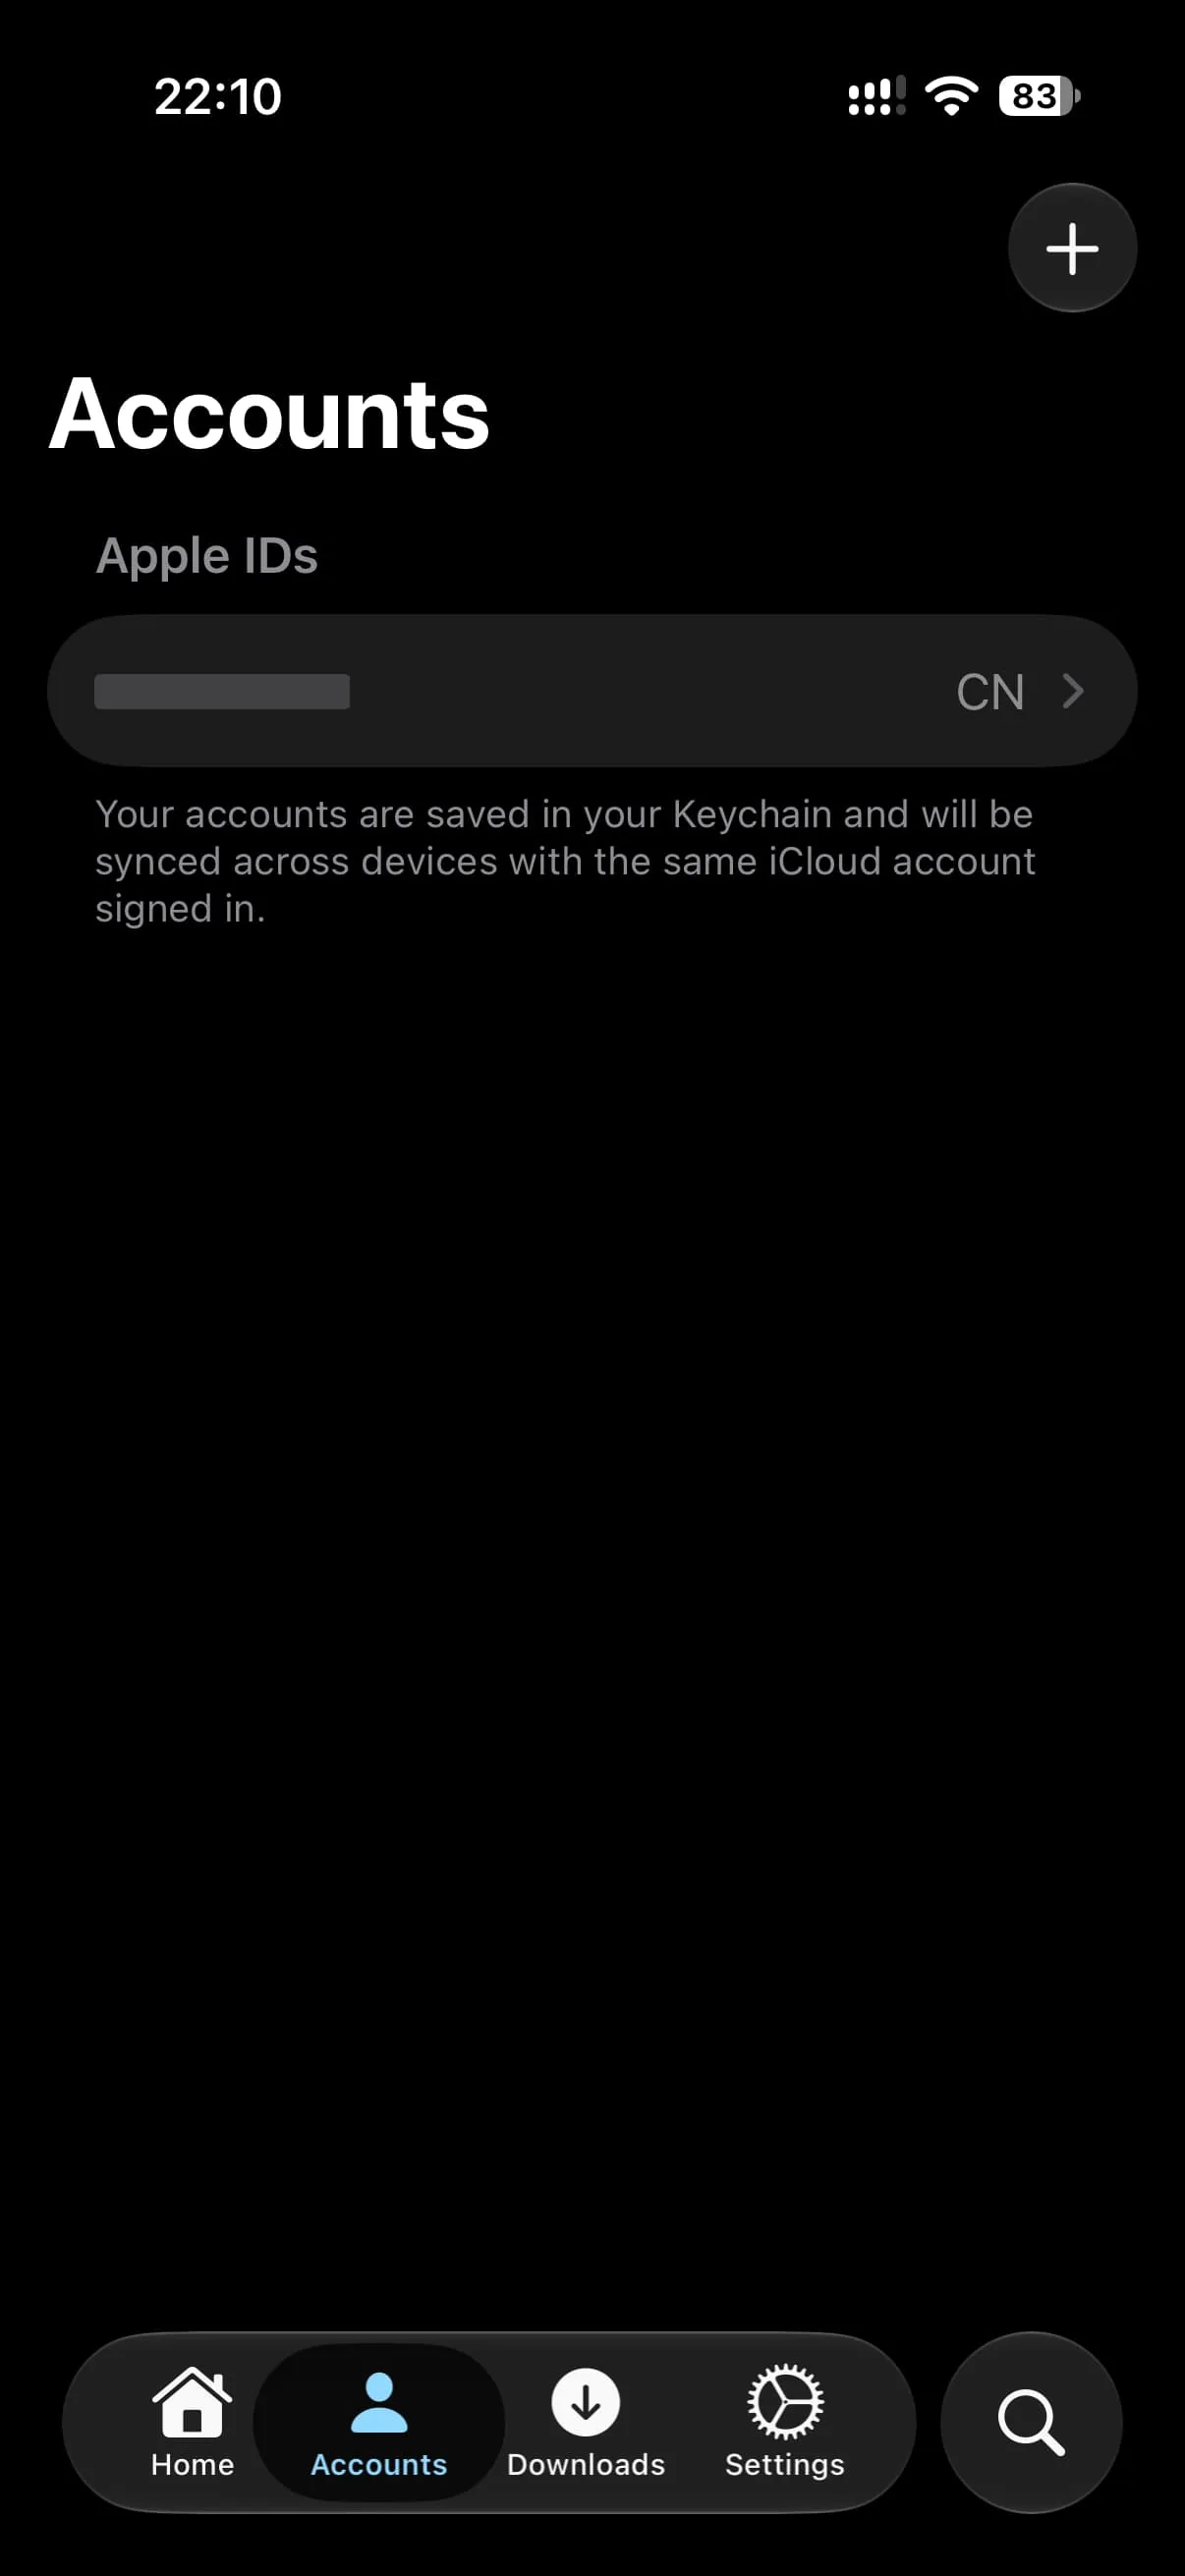 22:10
83
Accounts
Apple IDs
CN
Your accounts are saved in your Keychain and will be
synced across devices with the same iCloud account
signed in.
Home
Accounts
Downloads
Settings